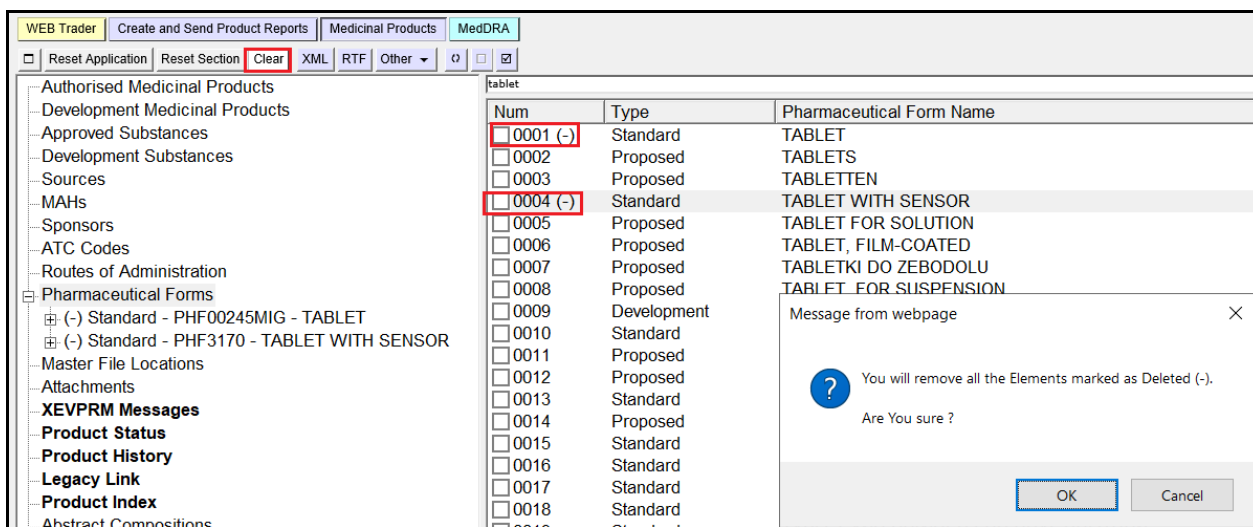 WEB Trader Create and Send Product Reports Medicinal Products MedDRA
Reset Application Reset Section Clear XML RTF Other
Authorised Medicinal Products
Development Medicinal Products
Approved Substances
Development Substances
Sources
MAHs
Sponsors
ATC Codes
Routes of Administration
Pharmaceutical Forms
(-) Standard - PHF00245MIG - TABLET
(-) Standard - PHF3170 - TABLET WITH SENSOR
Master File Locations
Attachments
XEVPRM Messages
Product Status
Product History
Legacy Link
Product Index
Abstract Compositions
tablet
Num Type Pharmaceutical Form Name
0001 (-) Standard TABLET
0002 Proposed TABLETS
0003 Proposed TABLETTEN
0004 (-) Standard TABLET WITH SENSOR
0005 Proposed TABLET FOR SOLUTION
0006 Proposed TABLET, FILM-COATED
0007 Proposed TABLETKI DO ZEBODOLU
0008 Proposed TABLET, FOR SUSPENSION
0009 Development
0010 Standard
0011 Proposed
0012 Proposed
0013 Standard
0014 Proposed
0015 Standard
0016 Standard
0017 Standard
0018 Standard
Message from webpage
You will remove all the Elements marked as Deleted (-).
Are You sure ?
OK Cancel